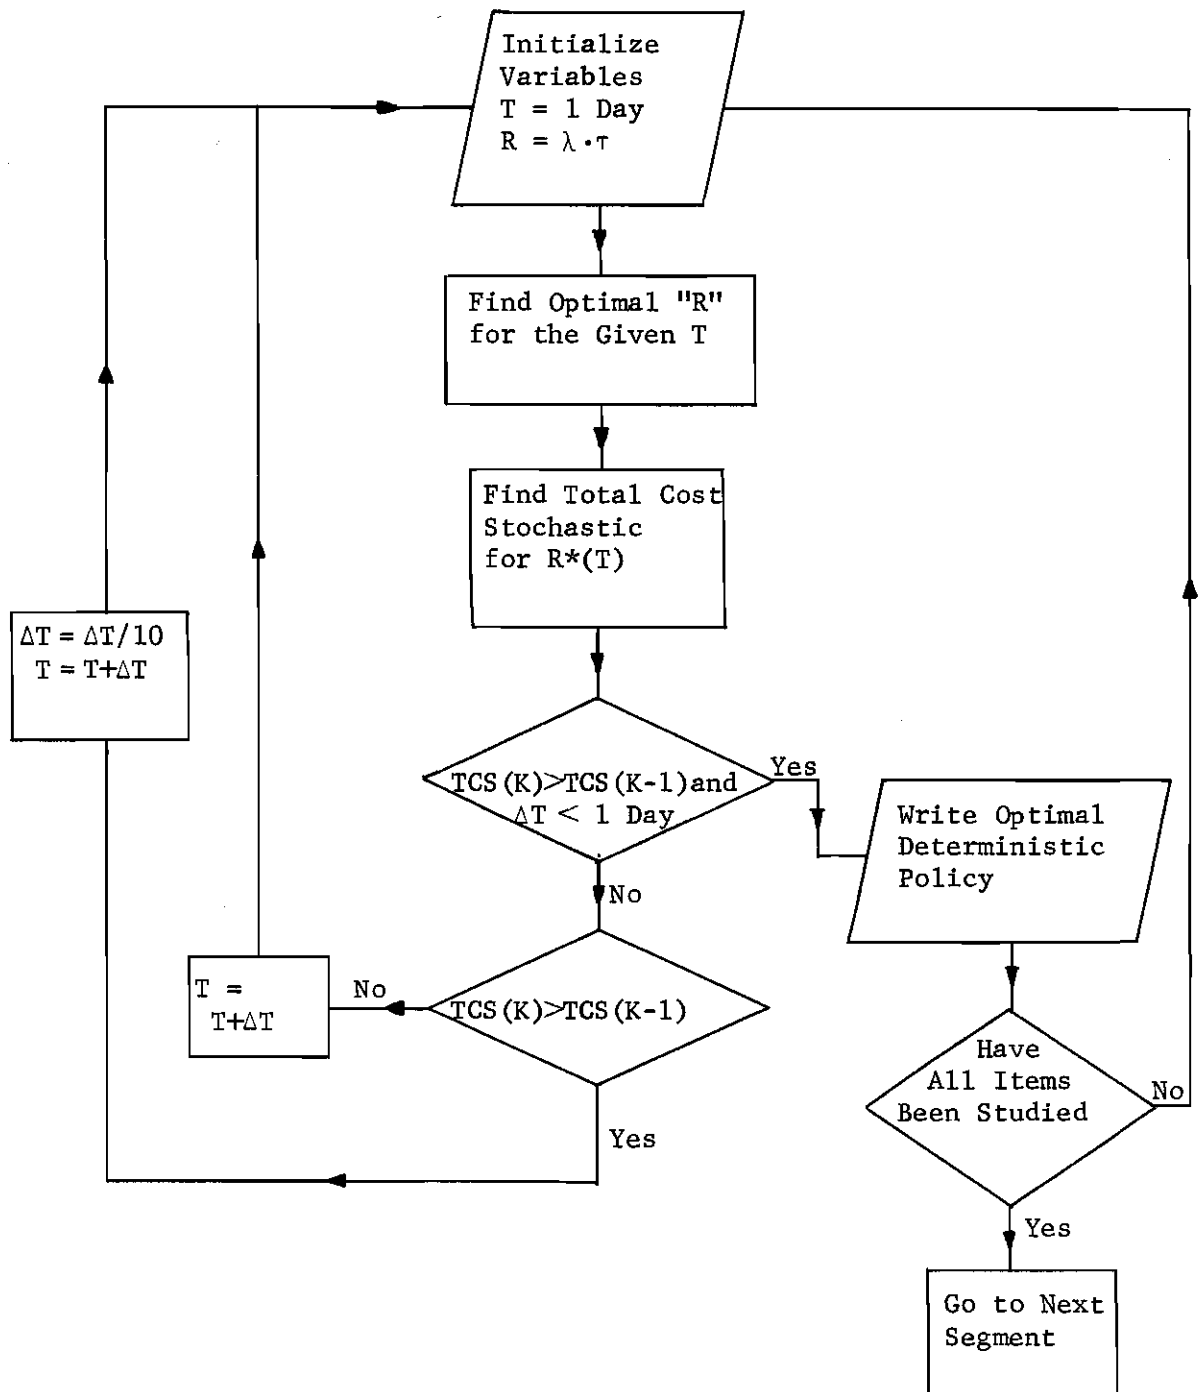 Initialize
Variables
T = 1 Day
R = λ·τ
Find Optimal "R"
for the Given T
Find Total Cost
Stochastic
for R*(T)
ΔT = ΔT/10
T = T+ΔT
TCS(K)>TCS(K-1)and
ΔT < 1 Day
Yes
Write Optimal
Deterministic
Policy
No
TCS(K)>TCS(K-1)
No
T =
T+ΔT
Yes
Have
All Items
Been Studied
No
Yes
Go to Next
Segment